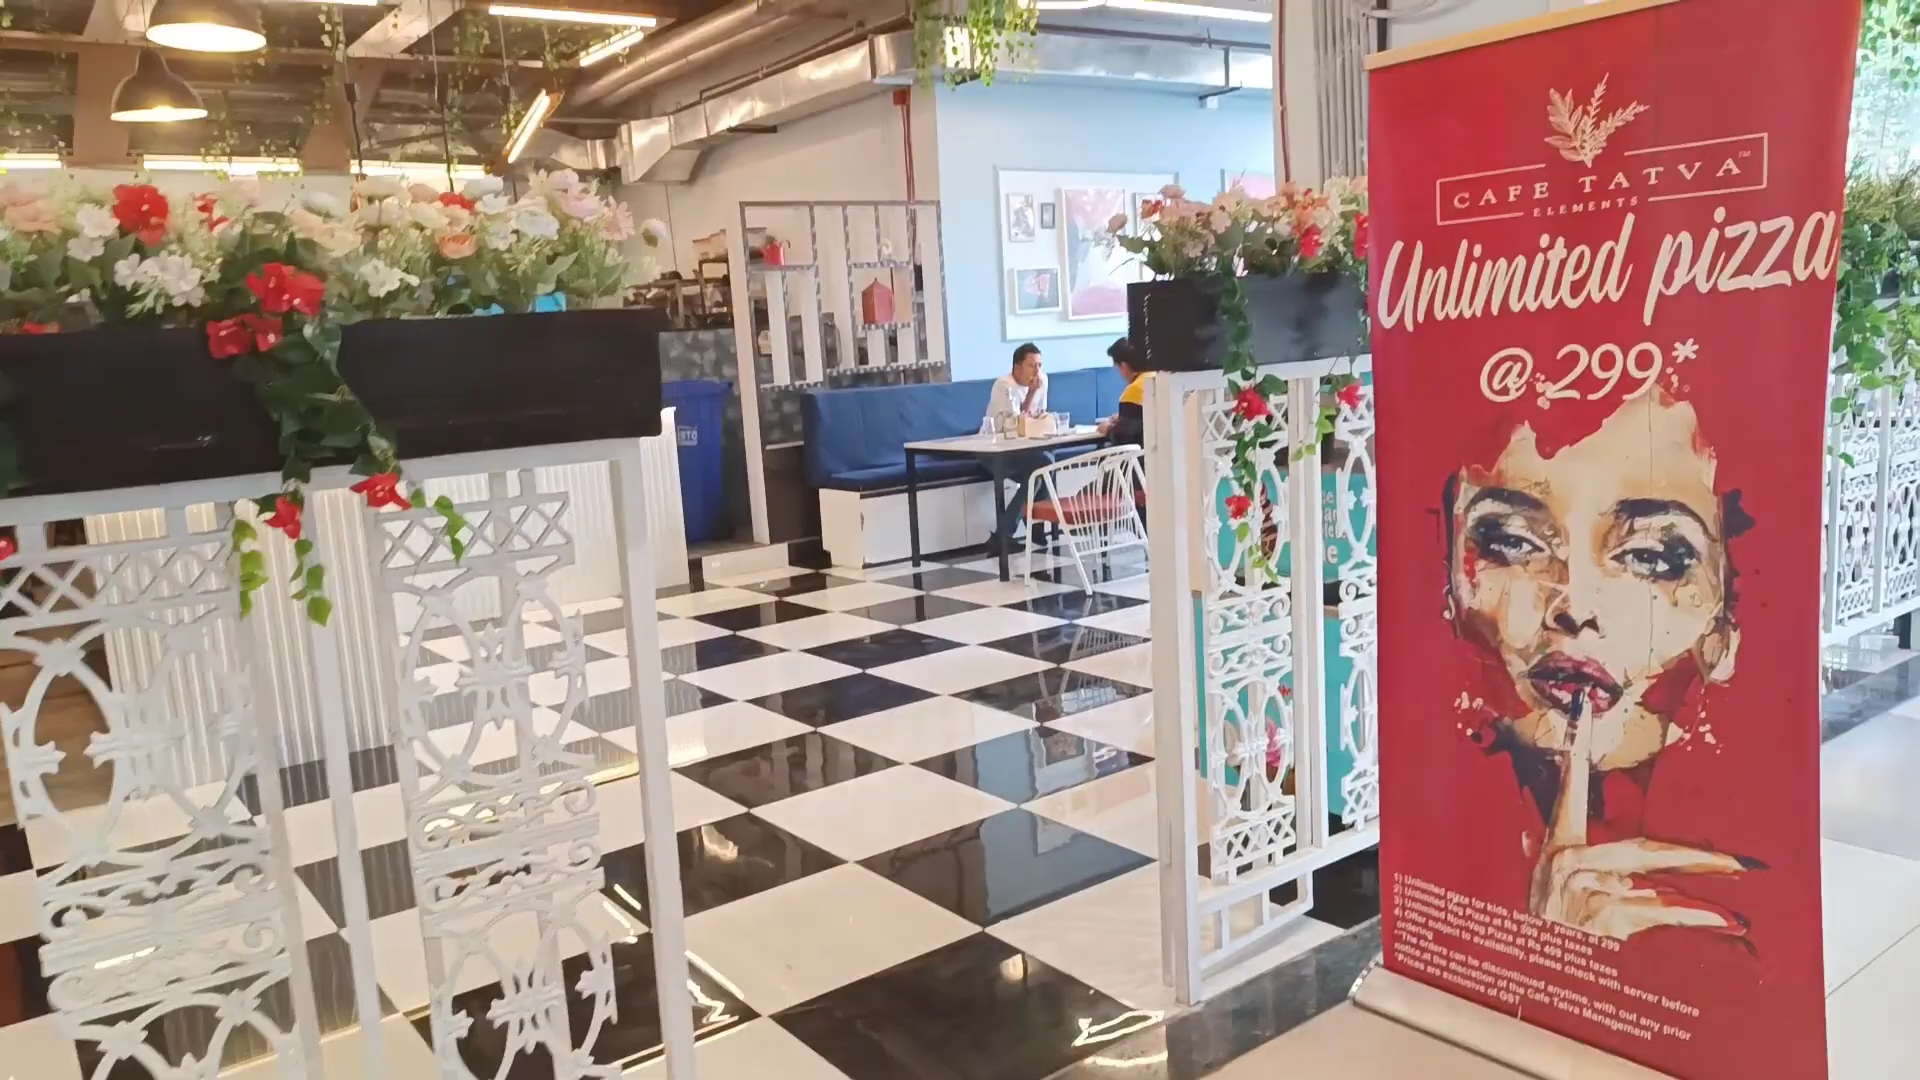 CAFE TATVA™
ELEMENTS
Unlimited pizza
@ 299*
1) Unlimited pizza for kids, below 7 years, at 299
2) Unlimited Veg Pizza at Rs 399 plus taxes
3) Unlimited Non-Veg Pizza at Rs 499 plus taxes
4) Offer subject to availability, please check with server before
ordering
*The orders can be discontinued anytime, with out any prior
notice at the discretion of the Cafe Tatva Management
*Prices are exclusive of GST